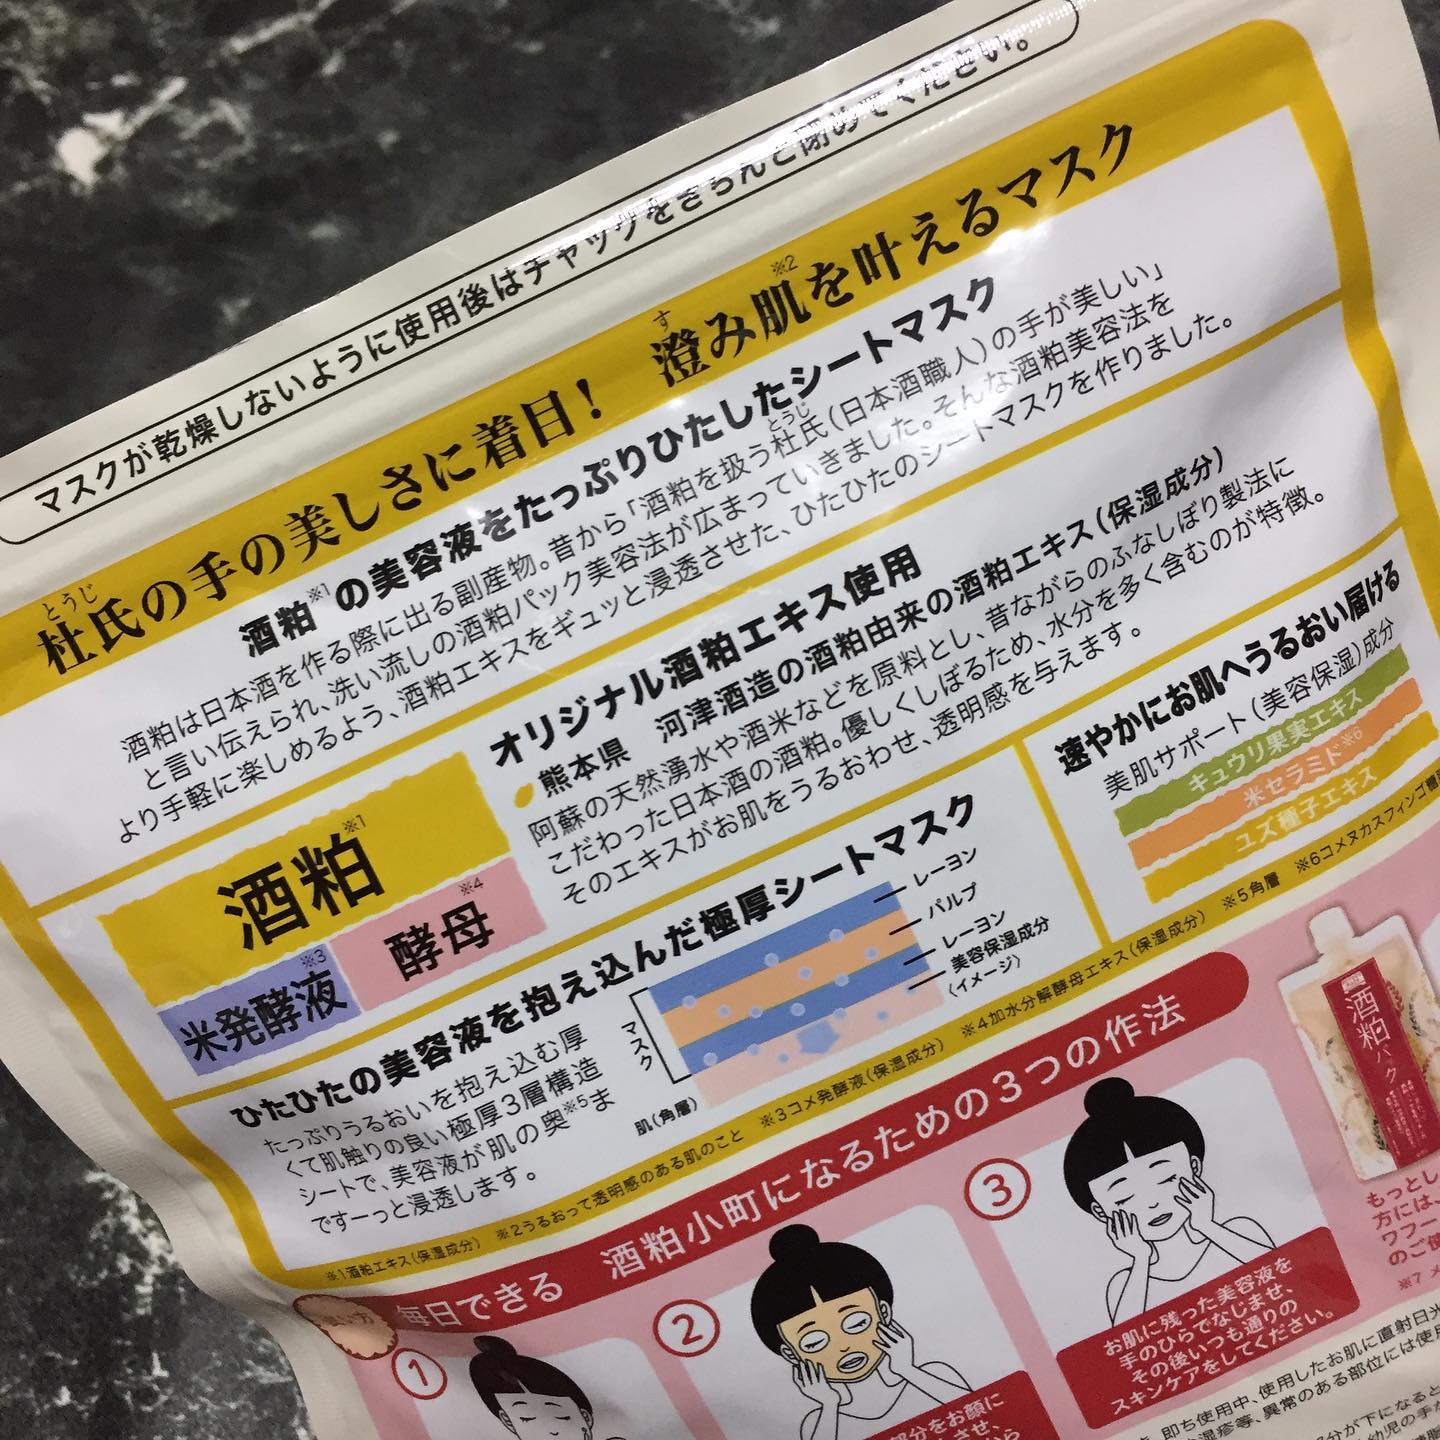 マスクが乾燥しないように使用後はチャックをきちんと閉めてください。
とうじ
杜氏の手の美しさに着目! 澄み肌を叶えるマスク
す
※2
酒粕※1の美容液をたっぷりひたしたシートマスク
酒粕は日本酒を作る際に出る副産物。昔から「酒粕を扱う杜氏(日本酒職人)の手が美しい」
とうじ
と言い伝えられ、洗い流しの酒粕パック美容法が広まっていきました。そんな酒粕美容法を
より手軽に楽しめるよう、酒粕エキスをギュッと浸透させた、ひたひたのシートマスクを作りました。
酒粕※1
米発酵液※3
酵母※4
オリジナル酒粕エキス使用
熊本県 河津酒造の酒粕由来の酒粕エキス(保湿成分)
阿蘇の天然湧水や酒米などを原料とし、昔ながらのふなしぼり製法に
こだわった日本酒の酒粕。優しくしぼるため、水分を多く含むのが特徴。
そのエキスがお肌をうるおわせ、透明感を与えます。
ひたひたの美容液を抱え込んだ極厚シートマスク
たっぷりうるおいを抱え込む厚
くて肌触りの良い極厚3層構造
シートで、美容液が肌の奥※5ま
ですーっと浸透します。
マスク
肌(角層)
レーヨン
パルプ
レーヨン
美容保湿成分
(イメージ)
速やかにお肌へうるおい届ける
美肌サポート(美容保湿)成分
キュウリ果実エキス
米セラミド※6
ユズ種子エキス
※1酒粕エキス(保湿成分) ※2うるおって透明感のある肌のこと ※3コメ発酵液(保湿成分) ※4加水分解酵母エキス(保湿成分) ※5角層 ※6コメヌカスフィンゴ糖
毎日できる 酒粕小町になるための3つの作法
①
②
③
お肌に残った美容液を
手のひらでなじませ、
その後いつも通りの
スキンケアをしてください。
酒粕パック
もっとし
方には、
ワフー
のご使